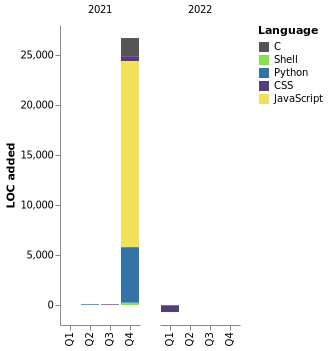 2021 2022
Language
C
Shell
Python
CSS
JavaScript
LOC added
25,000
20,000
15,000
10,000
5,000
0
Q1 Q2 Q3 Q4 Q1 Q2 Q3 Q4